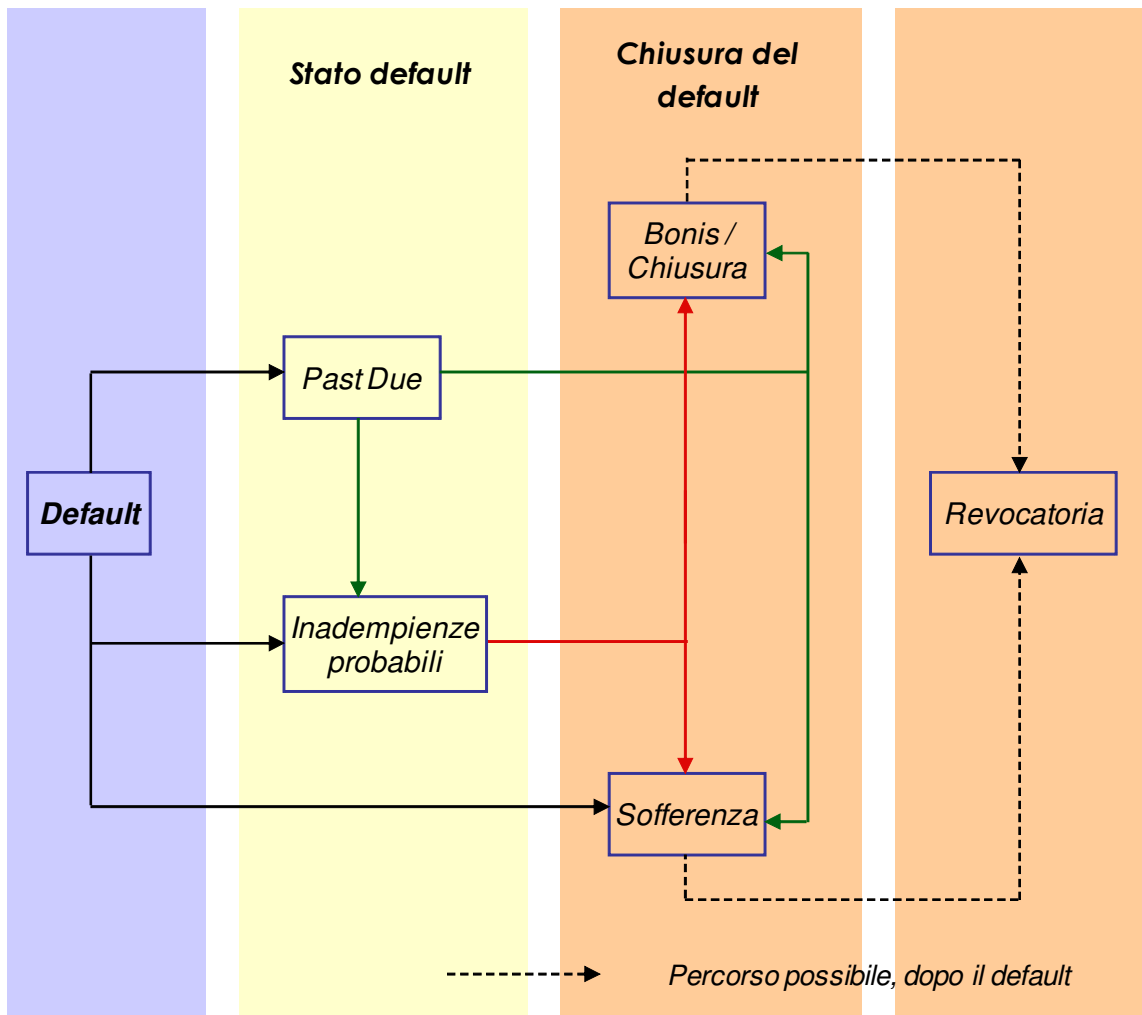 Stato default
Chiusura del
default
Bonis /
Chiusura
Past Due
Default
Revocatoria
Inadempienze
probabili
Sofferenza
Percorso possibile, dopo il default